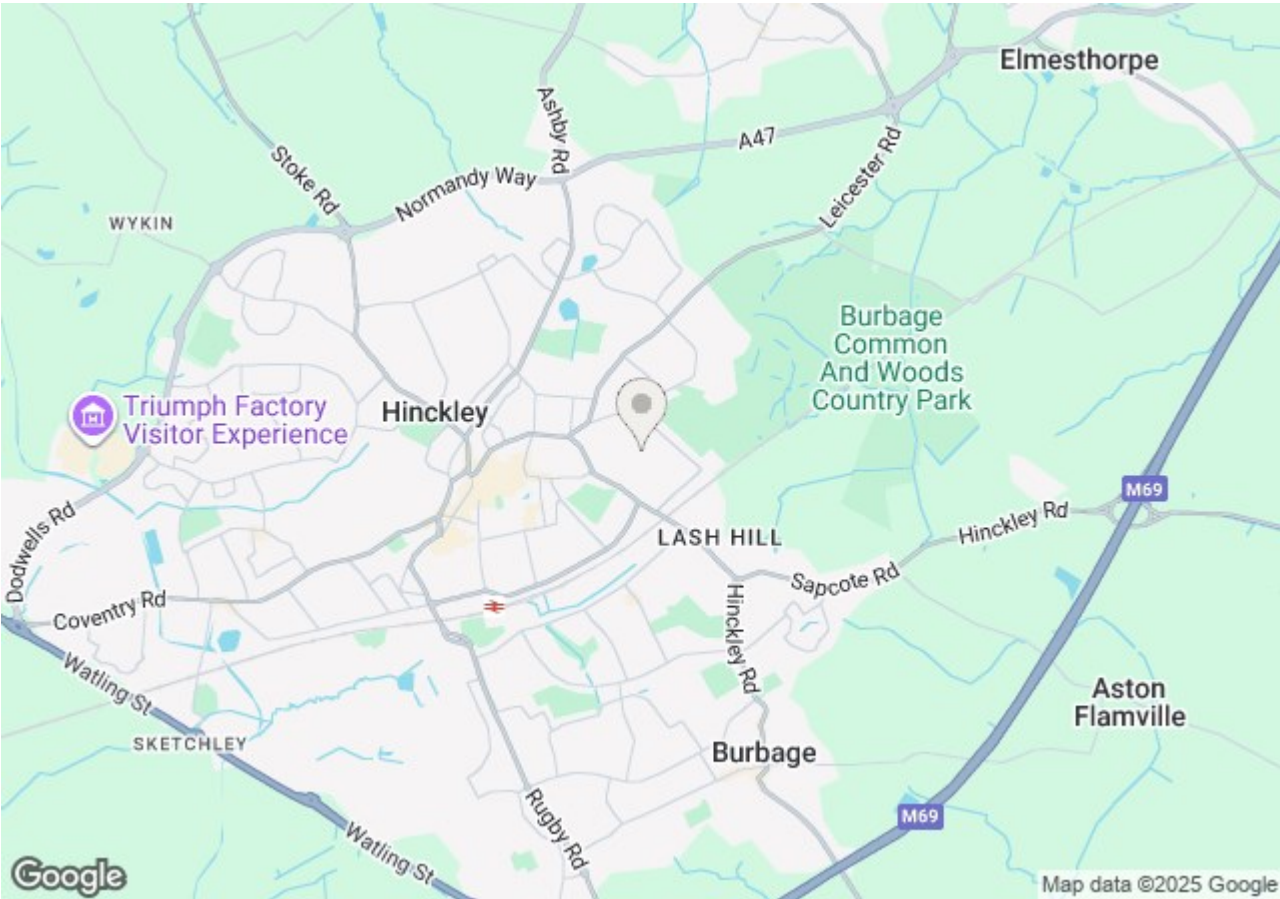 Elmesthorpe
Ashby Rd
A47
Leicester Rd
Stoke Rd
Normandy Way
WYKIN
Burbage
Common
And Woods
Country Park
Triumph Factory
Visitor Experience
Hinckley
M69
Dodwells Rd
LASH HILL
Hinckley Rd
Sapcote Rd
Coventry Rd
Hinckley Rd
Watling St
Aston
Flamville
SKETCHLEY
Burbage
Rugby Rd
M69
Watling St
Google
Map data ©2025 Google